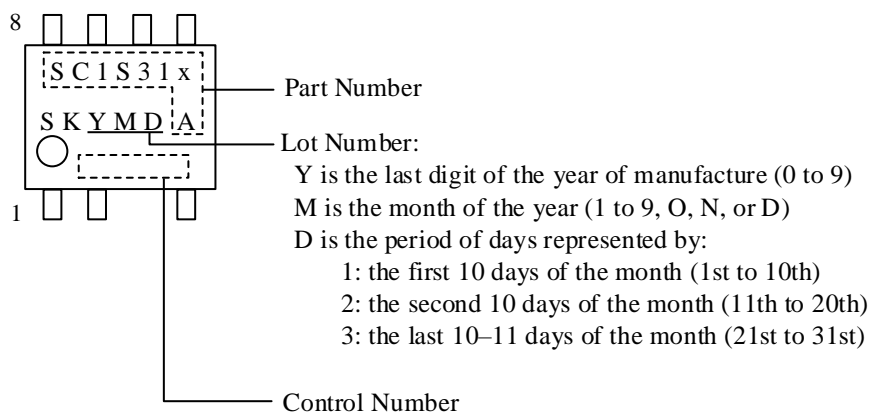 8
S C 1 S 3 1 x
Part Number
S K Y M D A
Lot Number:
Y is the last digit of the year of manufacture (0 to 9)
M is the month of the year (1 to 9, O, N, or D)
1
D is the period of days represented by:
1: the first 10 days of the month (1st to 10th)
2: the second 10 days of the month (11th to 20th)
3: the last 10–11 days of the month (21st to 31st)
Control Number